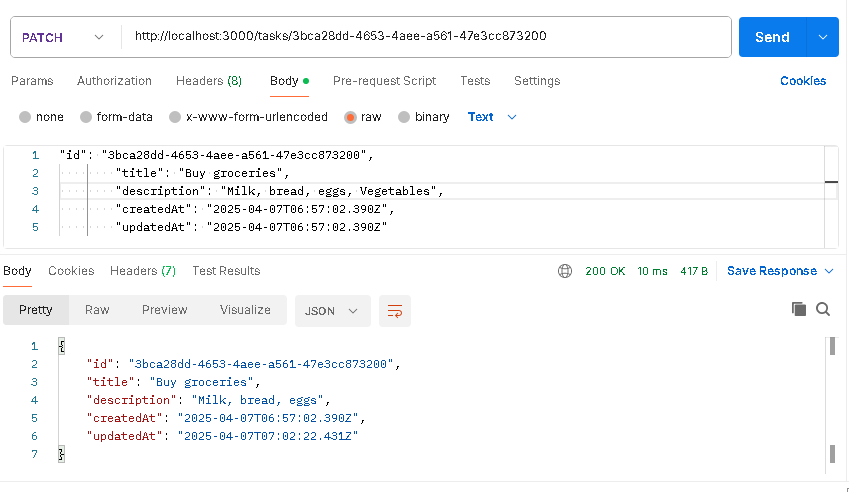 PATCH http://localhost:3000/tasks/3bca28dd-4653-4aee-a561-47e3cc873200 Send
Params Authorization Headers (8) Body Pre-request Script Tests Settings Cookies
none form-data x-www-form-urlencoded raw binary Text
1 "id": "3bca28dd-4653-4aee-a561-47e3cc873200",
2 "title": "Buy groceries",
3 "description": "Milk, bread, eggs, Vegetables",
4 "createdAt": "2025-04-07T06:57:02.390Z",
5 "updatedAt": "2025-04-07T06:57:02.390Z"
Body Cookies Headers (7) Test Results 200 OK 10 ms 417 B Save Response
Pretty Raw Preview Visualize JSON
1 {
2 "id": "3bca28dd-4653-4aee-a561-47e3cc873200",
3 "title": "Buy groceries",
4 "description": "Milk, bread, eggs",
5 "createdAt": "2025-04-07T06:57:02.390Z",
6 "updatedAt": "2025-04-07T07:02:22.431Z"
7 }